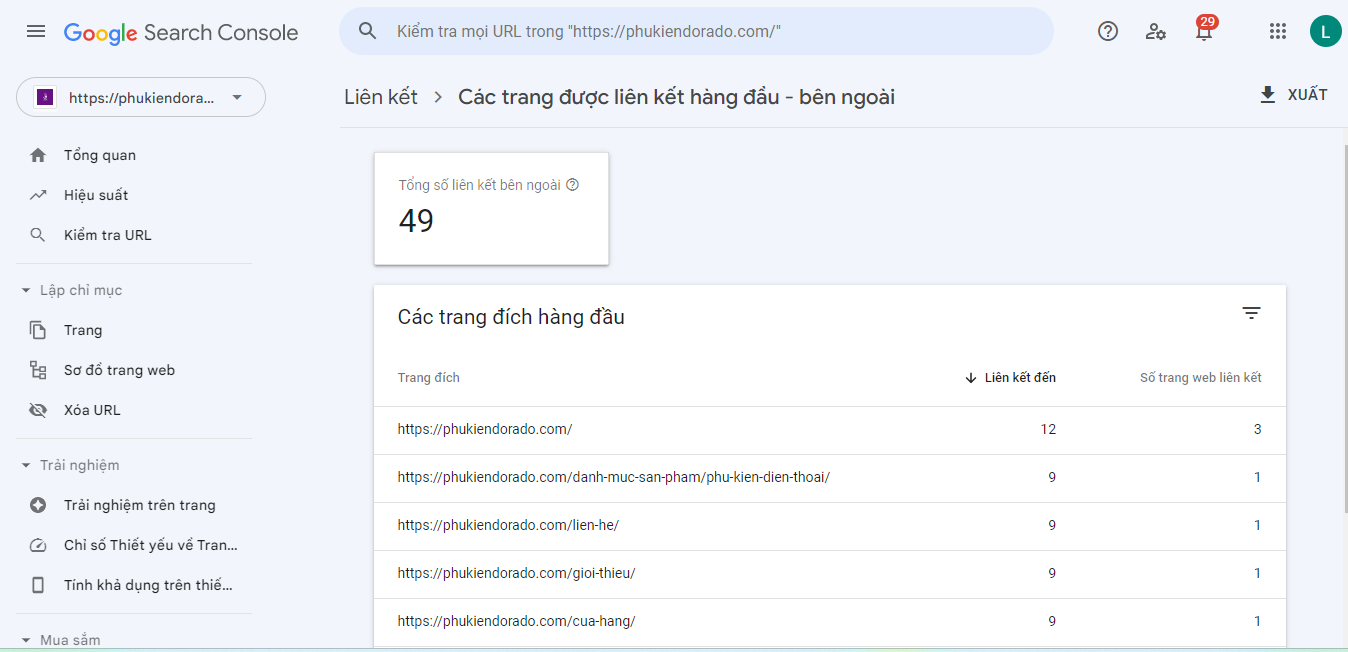 Google Search Console
Kiểm tra mọi URL trong "https://phukiendorado.com/"
29
L
https://phukiendora...
Liên kết > Các trang được liên kết hàng đầu - bên ngoài
XUẤT
Tổng quan
Hiệu suất
Kiểm tra URL
Lập chỉ mục
Trang
Sơ đồ trang web
Xóa URL
Trải nghiệm
Trải nghiệm trên trang
Chỉ số Thiết yếu về Tran...
Tính khả dụng trên thiế...
Mua sắm
Tổng số liên kết bên ngoài
49
Các trang đích hàng đầu
Trang đích Liên kết đến Số trang web liên kết
https://phukiendorado.com/ 12 3
https://phukiendorado.com/danh-muc-san-pham/phu-kien-dien-thoai/ 9 1
https://phukiendorado.com/lien-he/ 9 1
https://phukiendorado.com/gioi-thieu/ 9 1
https://phukiendorado.com/cua-hang/ 9 1